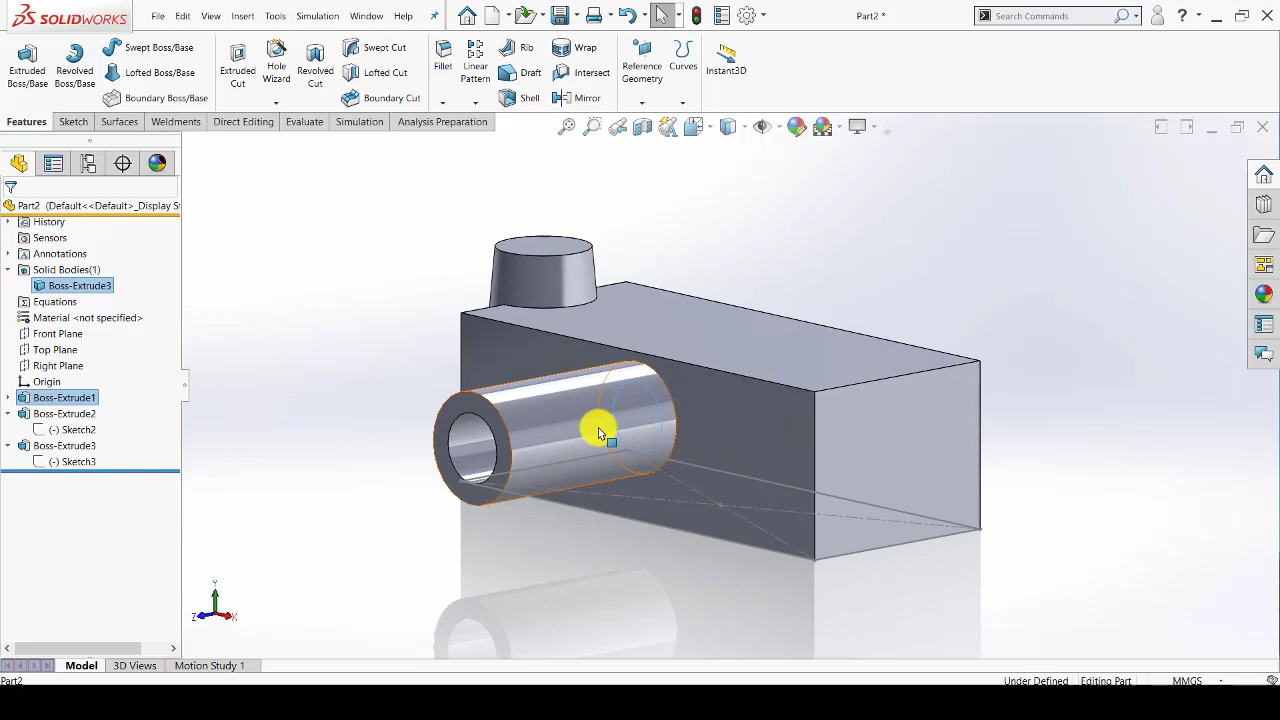 SOLIDWORKS File Edit View Insert Tools Simulation Window Help Part2 * Search Commands ?
Extruded Boss/Base
Revolved Boss/Base
Swept Boss/Base
Lofted Boss/Base
Boundary Boss/Base
Extruded Cut
Hole Wizard
Revolved Cut
Swept Cut
Lofted Cut
Boundary Cut
Fillet
Linear Pattern
Rib
Draft
Shell
Wrap
Intersect
Mirror
Reference Geometry
Curves
Instant3D
Features Sketch Surfaces Weldments Direct Editing Evaluate Simulation Analysis Preparation
Part2 (Default<<Default>_Display S
History
Sensors
Annotations
Solid Bodies(1)
Boss-Extrude3
Equations
Material <not specified>
Front Plane
Top Plane
Right Plane
Origin
Boss-Extrude1
Boss-Extrude2
(-) Sketch2
Boss-Extrude3
(-) Sketch3
Y
Z X
Model 3D Views Motion Study 1
Part2 Under Defined Editing Part MMGS